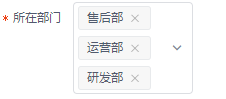 * 所在部门
售后部 ×
运营部 ×
研发部 ×